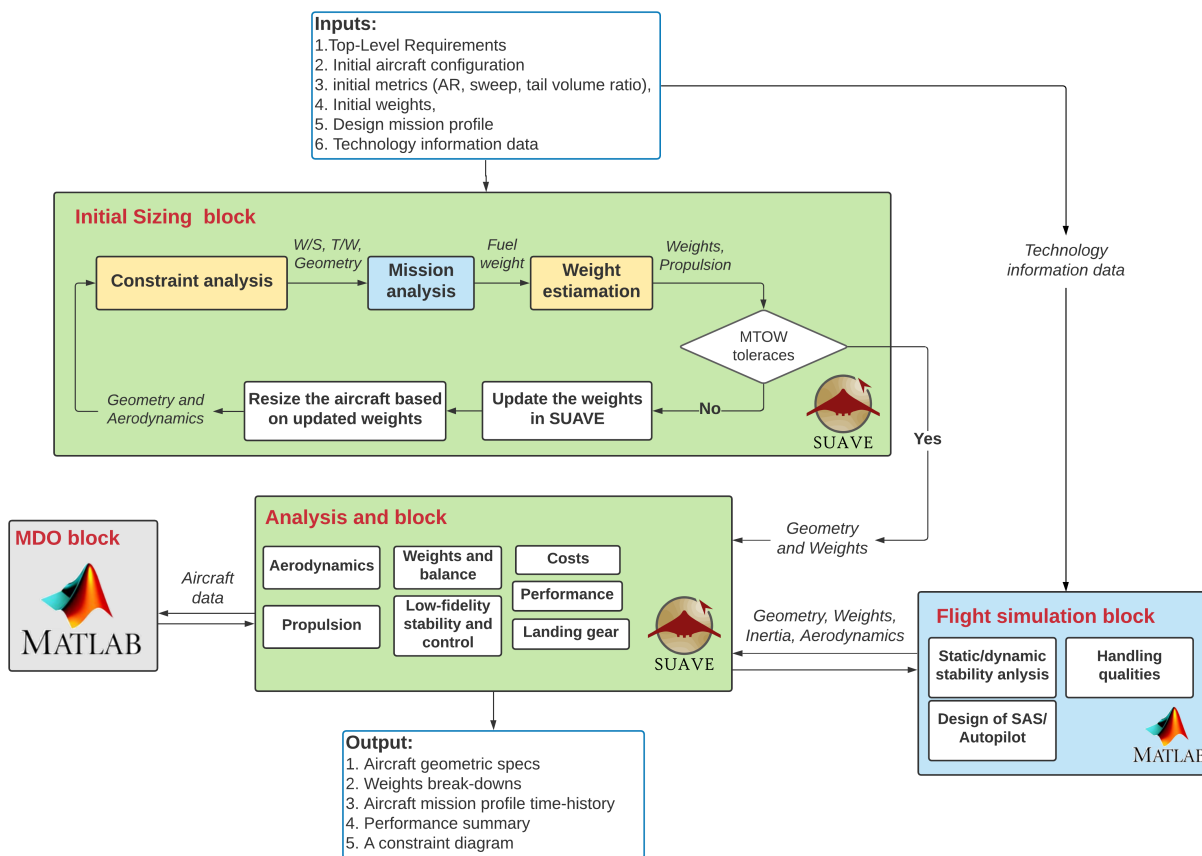 Inputs:
1.Top-Level Requirements
2. Initial aircraft configuration
3. initial metrics (AR, sweep, tail volume ratio),
4. Initial weights,
5. Design mission profile
6. Technology information data
Initial Sizing block
W/S, T/W,
Geometry
Fuel
weight
Weights,
Propulsion
Constraint analysis
Mission
analysis
Weight
estiamation
Technology
information data
MTOW
toleraces
Geometry and
Aerodynamics
Resize the aircraft based
on updated weights
Update the weights
in SUAVE
No
SUAVE
Yes
Analysis and block
Geometry
and Weights
MDO block
MATLAB
Aircraft
data
Aerodynamics
Weights and
balance
Costs
Propulsion
Low-fidelity
stability and
control
Performance
Landing gear
SUAVE
Geometry, Weights,
Inertia, Aerodynamics
Flight simulation block
Static/dynamic
stability anlysis
Handling
qualities
Design of SAS/
Autopilot
MATLAB
Output:
1. Aircraft geometric specs
2. Weights break-downs
3. Aircraft mission profile time-history
4. Performance summary
5. A constraint diagram